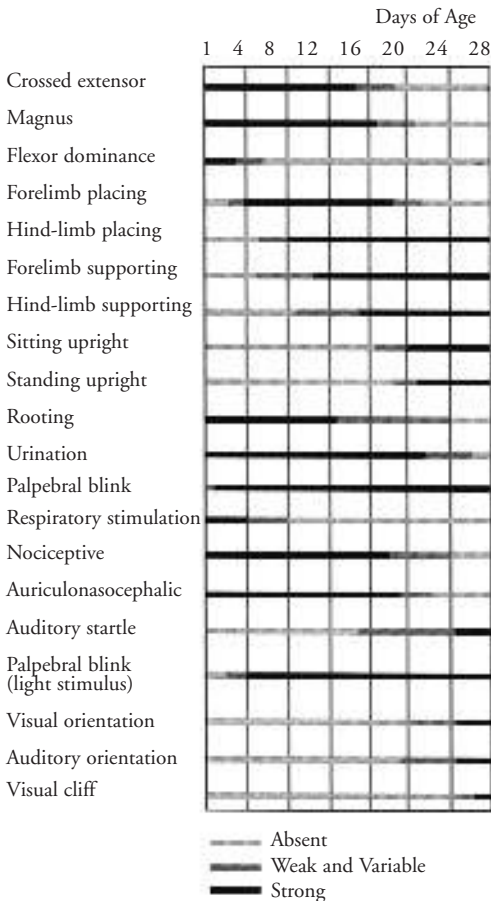 Days of Age
1 4 8 12 16 20 24 28
Crossed extensor
Magnus
Flexor dominance
Forelimb placing
Hind-limb placing
Forelimb supporting
Hind-limb supporting
Sitting upright
Standing upright
Rooting
Urination
Palpebral blink
Respiratory stimulation
Nociceptive
Auriculonasocephalic
Auditory startle
Palpebral blink
(light stimulus)
Visual orientation
Auditory orientation
Visual cliff
Absent
Weak and Variable
Strong